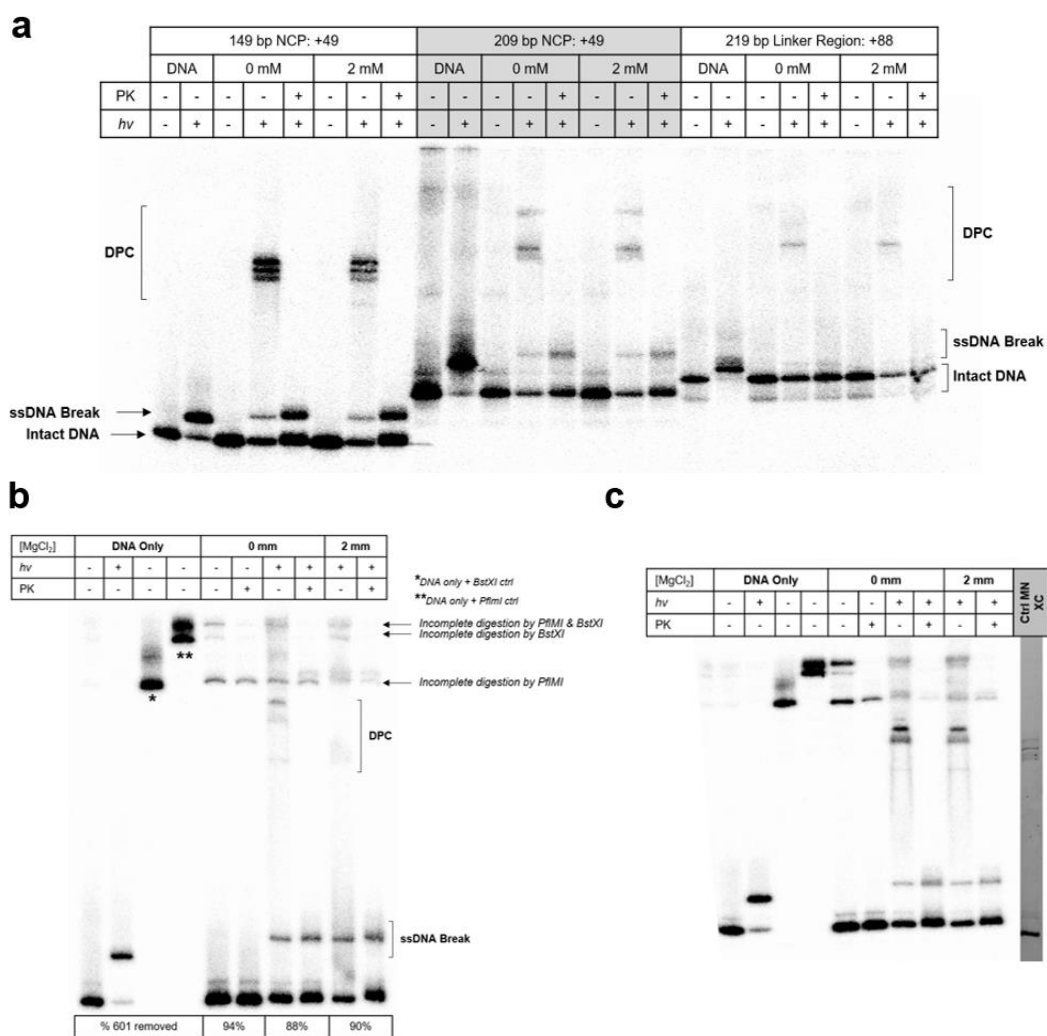 a
149 bp NCP: +49 209 bp NCP: +49 219 bp Linker Region: +88
DNA 0 mM 2 mM DNA 0 mM 2 mM DNA 0 mM 2 mM
PK - - - - + - - + - - - - + - - + - - - - + - - +
hv - + - + + - + + - + - + + - + + - + - + + - + +
DPC
DPC
ssDNA Break
Intact DNA
ssDNA Break
Intact DNA
b
[MgCl2] DNA Only 0 mm 2 mm
hv - + - - - - + + + +
PK - - - - - + - + - +
*DNA only + BstXI ctrl
**DNA only + PflmI ctrl
Incomplete digestion by PflMI & BstXI
Incomplete digestion by BstXI
**
*
Incomplete digestion by PflMI
DPC
ssDNA Break
% 601 removed 94% 88% 90%
c
[MgCl2] DNA Only 0 mm 2 mm
hv - + - - - - + + + +
PK - - - - - + - + - +
Ctrl MN
XC